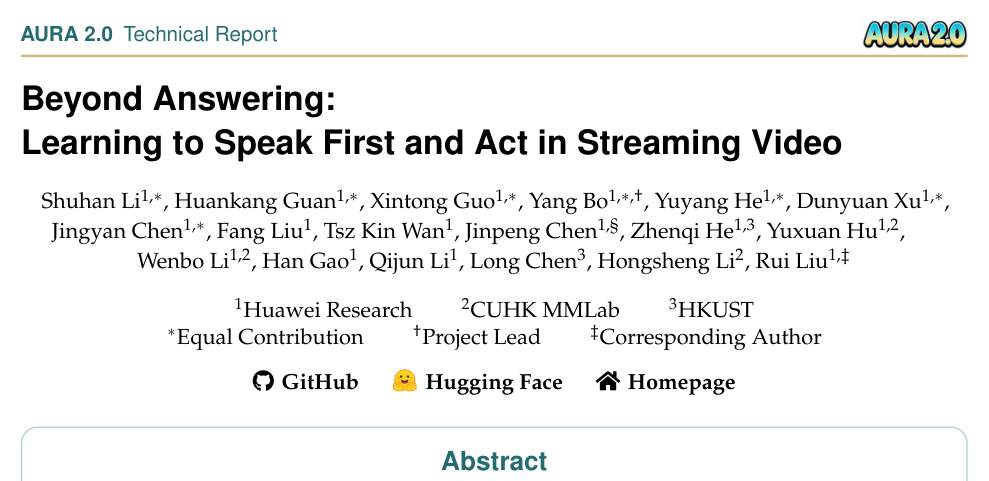 AURA 2.0 Technical Report
AURA2.0
Beyond Answering:
Learning to Speak First and Act in Streaming Video
Shuhan Li1,∗, Huankang Guan1,∗, Xintong Guo1,∗, Yang Bo1,∗,†, Yuyang He1,∗, Dunyuan Xu1,∗,
Jingyan Chen1,∗, Fang Liu1, Tsz Kin Wan1, Jinpeng Chen1,§, Zhenqi He1,3, Yuxuan Hu1,2,
Wenbo Li1,2, Han Gao1, Qijun Li1, Long Chen3, Hongsheng Li2, Rui Liu1,‡
1Huawei Research 2CUHK MMLab 3HKUST
∗Equal Contribution †Project Lead ‡Corresponding Author
GitHub Hugging Face Homepage
Abstract